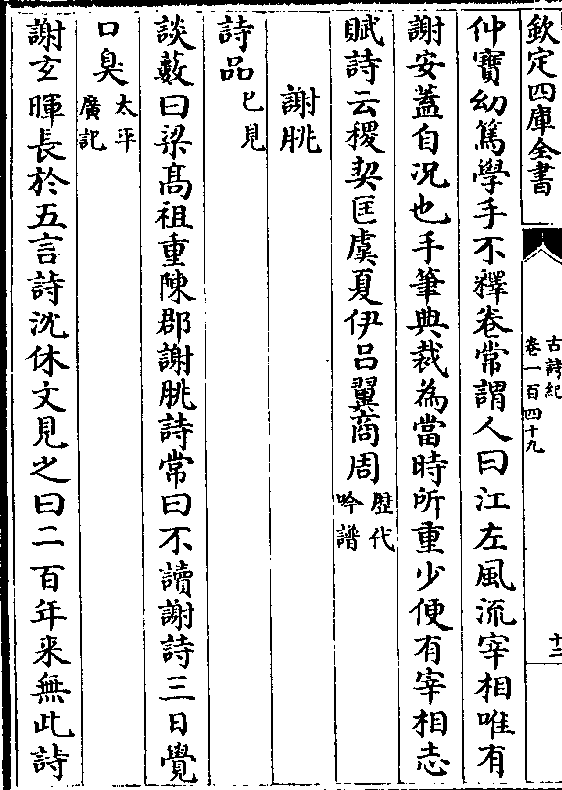 欽定四庫全書
古詩紀
卷一百四十九
十二
仲寶幼篤學手不釋卷常謂人曰江左風流宰相唯有
謝安蓋自况也手筆典裁為當時所重少便有宰相志
賦詩云稷契匡虞夏伊吕翼商周歴代
吟譜
謝朓
詩品已見
談藪曰梁髙祖重陳郡謝朓詩常曰不讀謝詩三日覺
口臭太平
廣記
謝玄暉長於五言詩沈休文見之曰二百年来無此詩